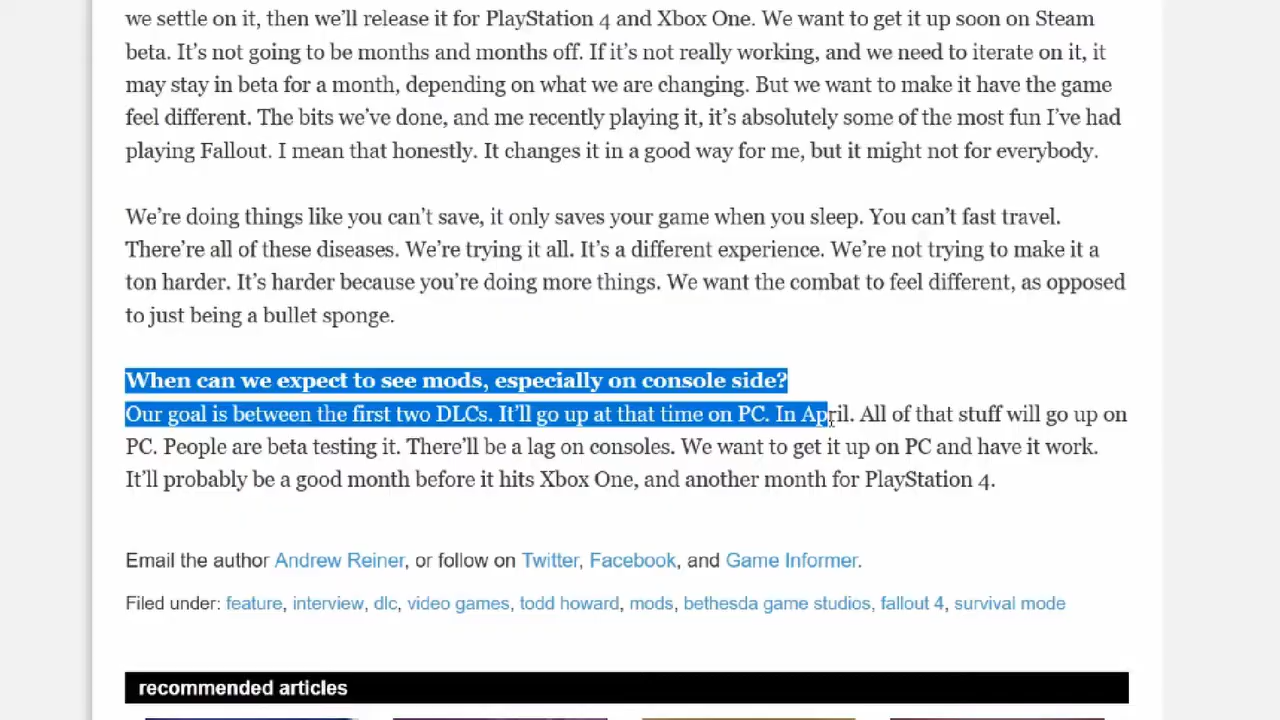 we settle on it, then we’ll release it for PlayStation 4 and Xbox One. We want to get it up soon on Steam
beta. It’s not going to be months and months off. If it’s not really working, and we need to iterate on it, it
may stay in beta for a month, depending on what we are changing. But we want to make it have the game
feel different. The bits we’ve done, and me recently playing it, it’s absolutely some of the most fun I’ve had
playing Fallout. I mean that honestly. It changes it in a good way for me, but it might not for everybody.
We’re doing things like you can’t save, it only saves your game when you sleep. You can’t fast travel.
There’re all of these diseases. We’re trying it all. It’s a different experience. We’re not trying to make it a
ton harder. It’s harder because you’re doing more things. We want the combat to feel different, as opposed
to just being a bullet sponge.
When can we expect to see mods, especially on console side?
Our goal is between the first two DLCs. It’ll go up at that time on PC. In April. All of that stuff will go up on
PC. People are beta testing it. There’ll be a lag on consoles. We want to get it up on PC and have it work.
It’ll probably be a good month before it hits Xbox One, and another month for PlayStation 4.
Email the author Andrew Reiner, or follow on Twitter, Facebook, and Game Informer.
Filed under: feature, interview, dlc, video games, todd howard, mods, bethesda game studios, fallout 4, survival mode
recommended articles